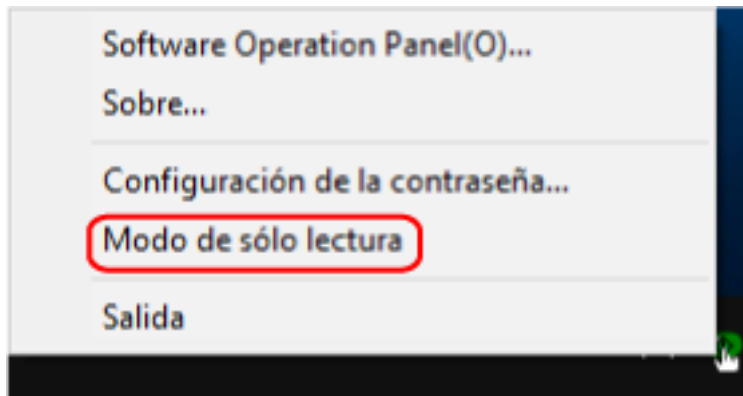 Software Operation Panel(O)...
Sobre...
Configuración de la contraseña...
Modo de sólo lectura
Salida